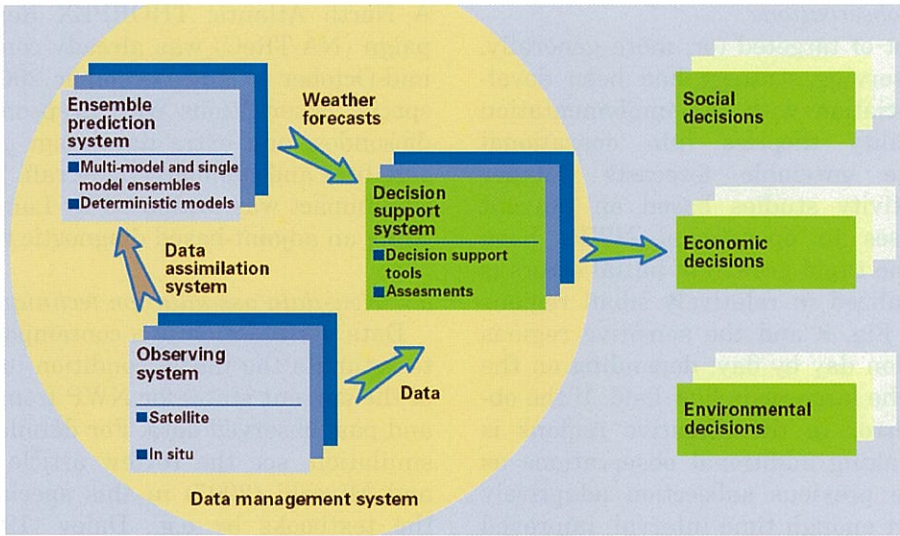 Ensemble
prediction
system
■Multi-model and single
model ensembles
■Deterministic models
Weather
forecasts
Decision
support
system
■Decision support
tools
■Assesments
Data
assimilation
system
Observing
system
■Satellite
■In situ
Data
Data management system
Social
decisions
Economic
decisions
Environmental
decisions